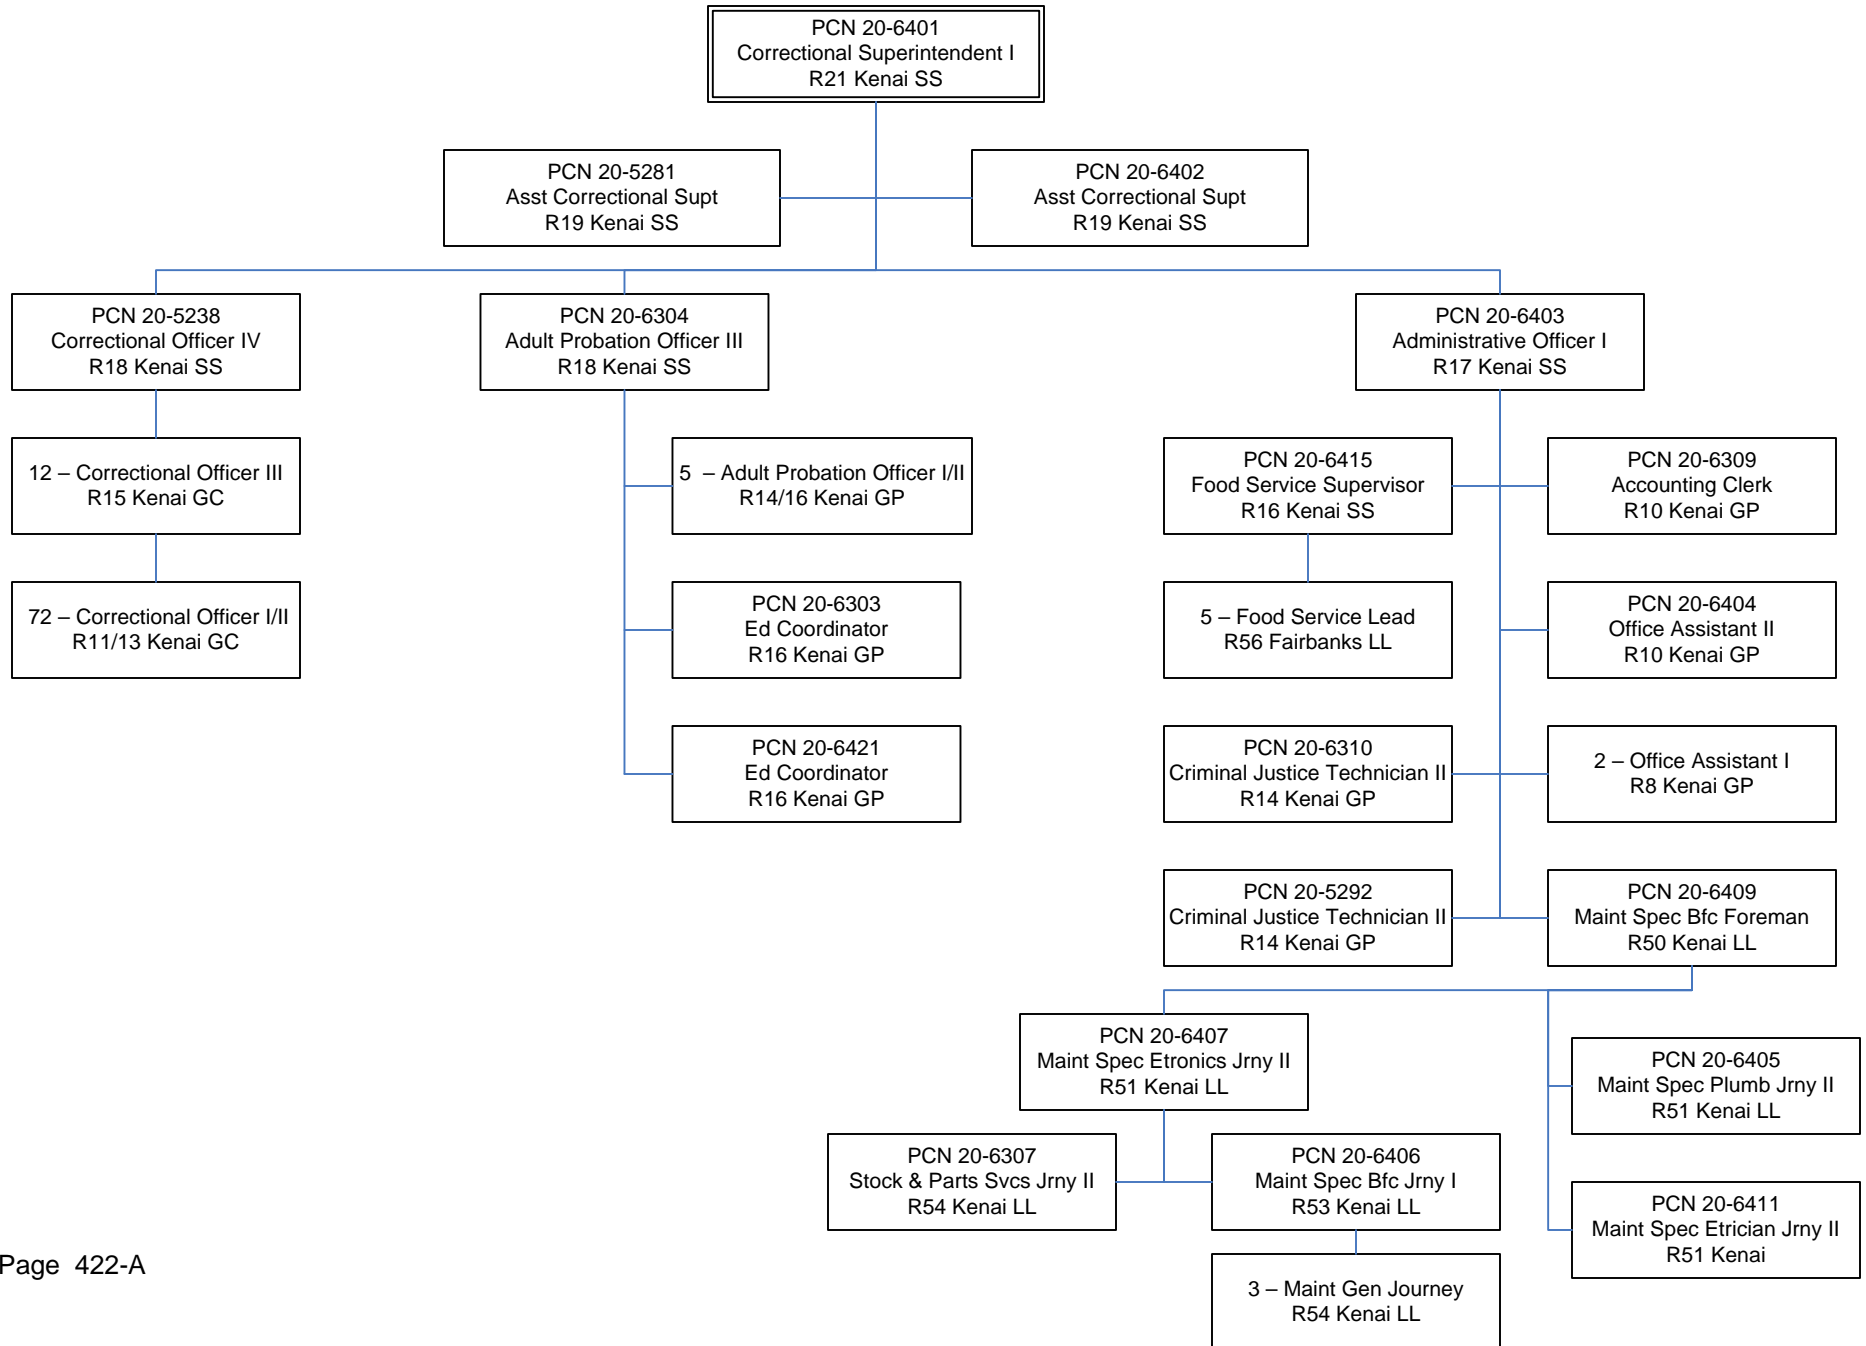 PCN 20-6401
Correctional Superintendent I
R21 Kenai SS
PCN 20-5281
Asst Correctional Supt
R19 Kenai SS
PCN 20-6402
Asst Correctional Supt
R19 Kenai SS
PCN 20-5238
Correctional Officer IV
R18 Kenai SS
PCN 20-6304
Adult Probation Officer III
R18 Kenai SS
PCN 20-6403
Administrative Officer I
R17 Kenai SS
12 – Correctional Officer III
R15 Kenai GC
5 – Adult Probation Officer I/II
R14/16 Kenai GP
PCN 20-6415
Food Service Supervisor
R16 Kenai SS
PCN 20-6309
Accounting Clerk
R10 Kenai GP
72 – Correctional Officer I/II
R11/13 Kenai GC
PCN 20-6303
Ed Coordinator
R16 Kenai GP
5 – Food Service Lead
R56 Fairbanks LL
PCN 20-6404
Office Assistant II
R10 Kenai GP
PCN 20-6421
Ed Coordinator
R16 Kenai GP
PCN 20-6310
Criminal Justice Technician II
R14 Kenai GP
2 – Office Assistant I
R8 Kenai GP
PCN 20-5292
Criminal Justice Technician II
R14 Kenai GP
PCN 20-6409
Maint Spec Bfc Foreman
R50 Kenai LL
PCN 20-6407
Maint Spec Etronics Jrny II
R51 Kenai LL
PCN 20-6405
Maint Spec Plumb Jrny II
R51 Kenai LL
PCN 20-6307
Stock & Parts Svcs Jrny II
R54 Kenai LL
PCN 20-6406
Maint Spec Bfc Jrny I
R53 Kenai LL
PCN 20-6411
Maint Spec Etrician Jrny II
R51 Kenai
3 – Maint Gen Journey
R54 Kenai LL
Page 422-A